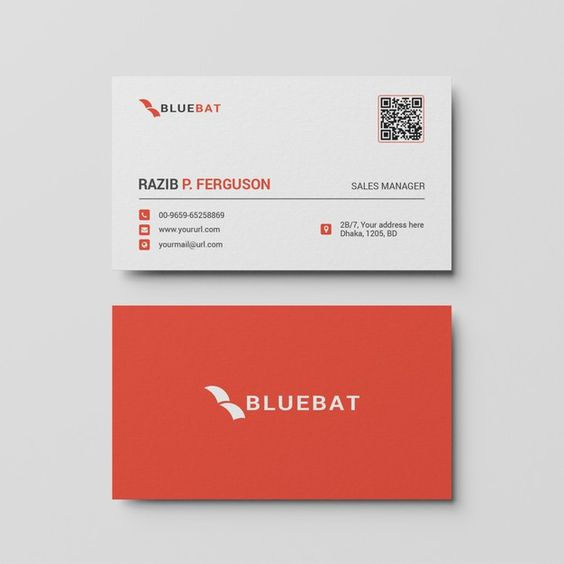 BLUEBAT
RAZIB P. FERGUSON
SALES MANAGER
00-9659-65258869
www.yoururl.com
yourmail@url.com
2B/7, Your address here
Dhaka, 1205, BD
BLUEBAT